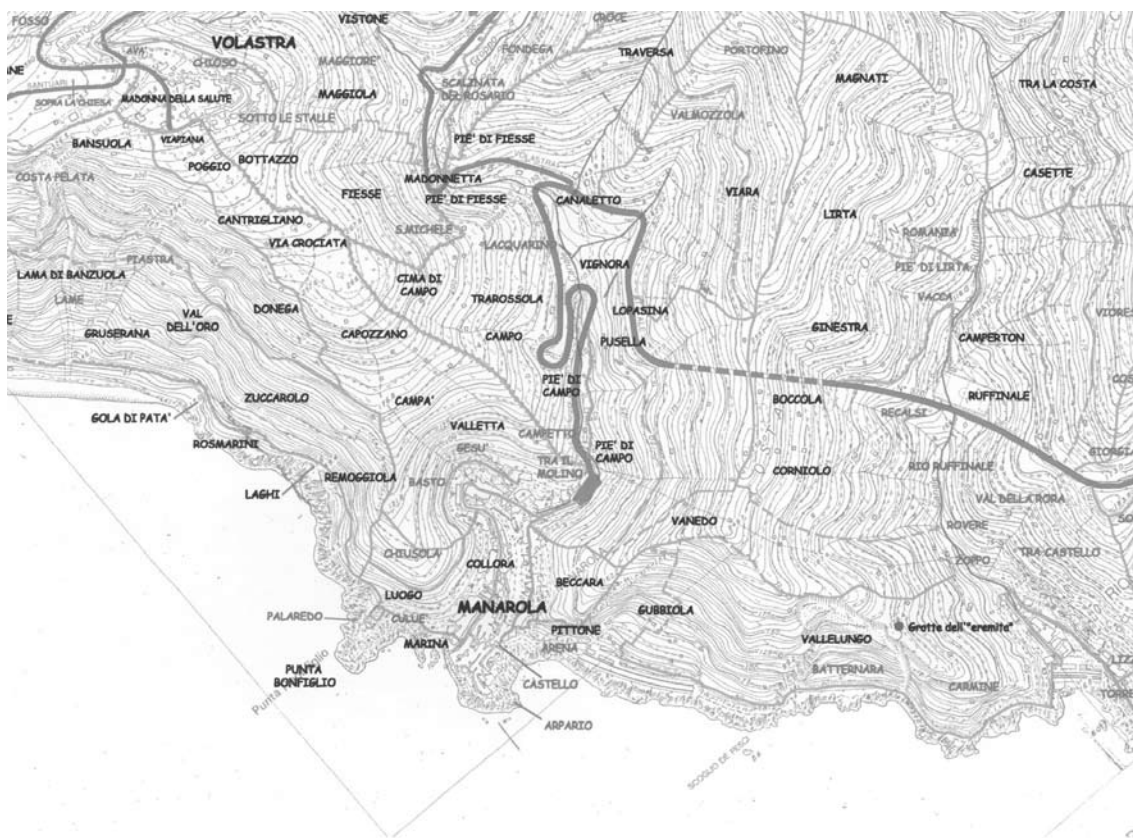 FOSSO
VISTONE
CROCE
VOLASTRA
AVA'
CHIOSO
FONDEGA
TRAVERSA
PORTOFINO
MAGGIORE'
MAGNATI
TRA LA COSTA
SANTUARI
SOPRA LA CHIESA
MADONNA DELLA SALUTE
MAGGIOLA
SCALINATA
DEL ROSARIO
SOTTO LE STALLE
VALMOZZIOLA
BANSUOLA
VIAPIANA
PIE' DI FIESSE
POGGIO
BOTTAZZO
COSTA PELATA
MADONNETTA
FIESSE
PIE' DI FIESSE
CANALETTO
VIARA
CASETTE
CANTRIGLIANO
LIRTA
S.MICHELE
VIA CROCIATA
LACQUARINO
ROMANIA
PIASTRA
VIGNORA
PIE' DI LIRTA
LAMA DI BANZUOLA
CIMA DI
CAMPO
LAME
TRAROSSOLA
VACCA
DONEGA
LOPASINA
VAL
DELL'ORO
GRUSERANA
CAPOZZANO
CAMPO
PUSELLA
GINESTRA
CAMPERTON
PIE' DI
CAMPO
ZUCCAROLO
CAMPA'
BOCCOLA
RUFFINALE
GOLA DI PATA'
RECALSI
VALLETTA
CAMPETTO
ROSMARINI
GESU'
PIE' DI
CAMPO
TRA IL
MOLINO
CORNIOLO
RIO RUFFINALE
LAGHI
REMOGGIOLA
BASTO
VAL DELLA RORA
VANEDO
ROVERE
CHIUSOLA
TRA CASTELLO
COLLORA
ZOPPO
BECCARA
LUOGO
MANAROLA
GUBBIOLA
PALAREDO
CULUE'
PITTONE
Grotte dell'"eremita"
MARINA
ARENA
VALLELUNGO
PUNTA
BONFIGLIO
BATTERNARA
CASTELLO
CARMINE
ARPARIO
SCOGLIO DE PESCI